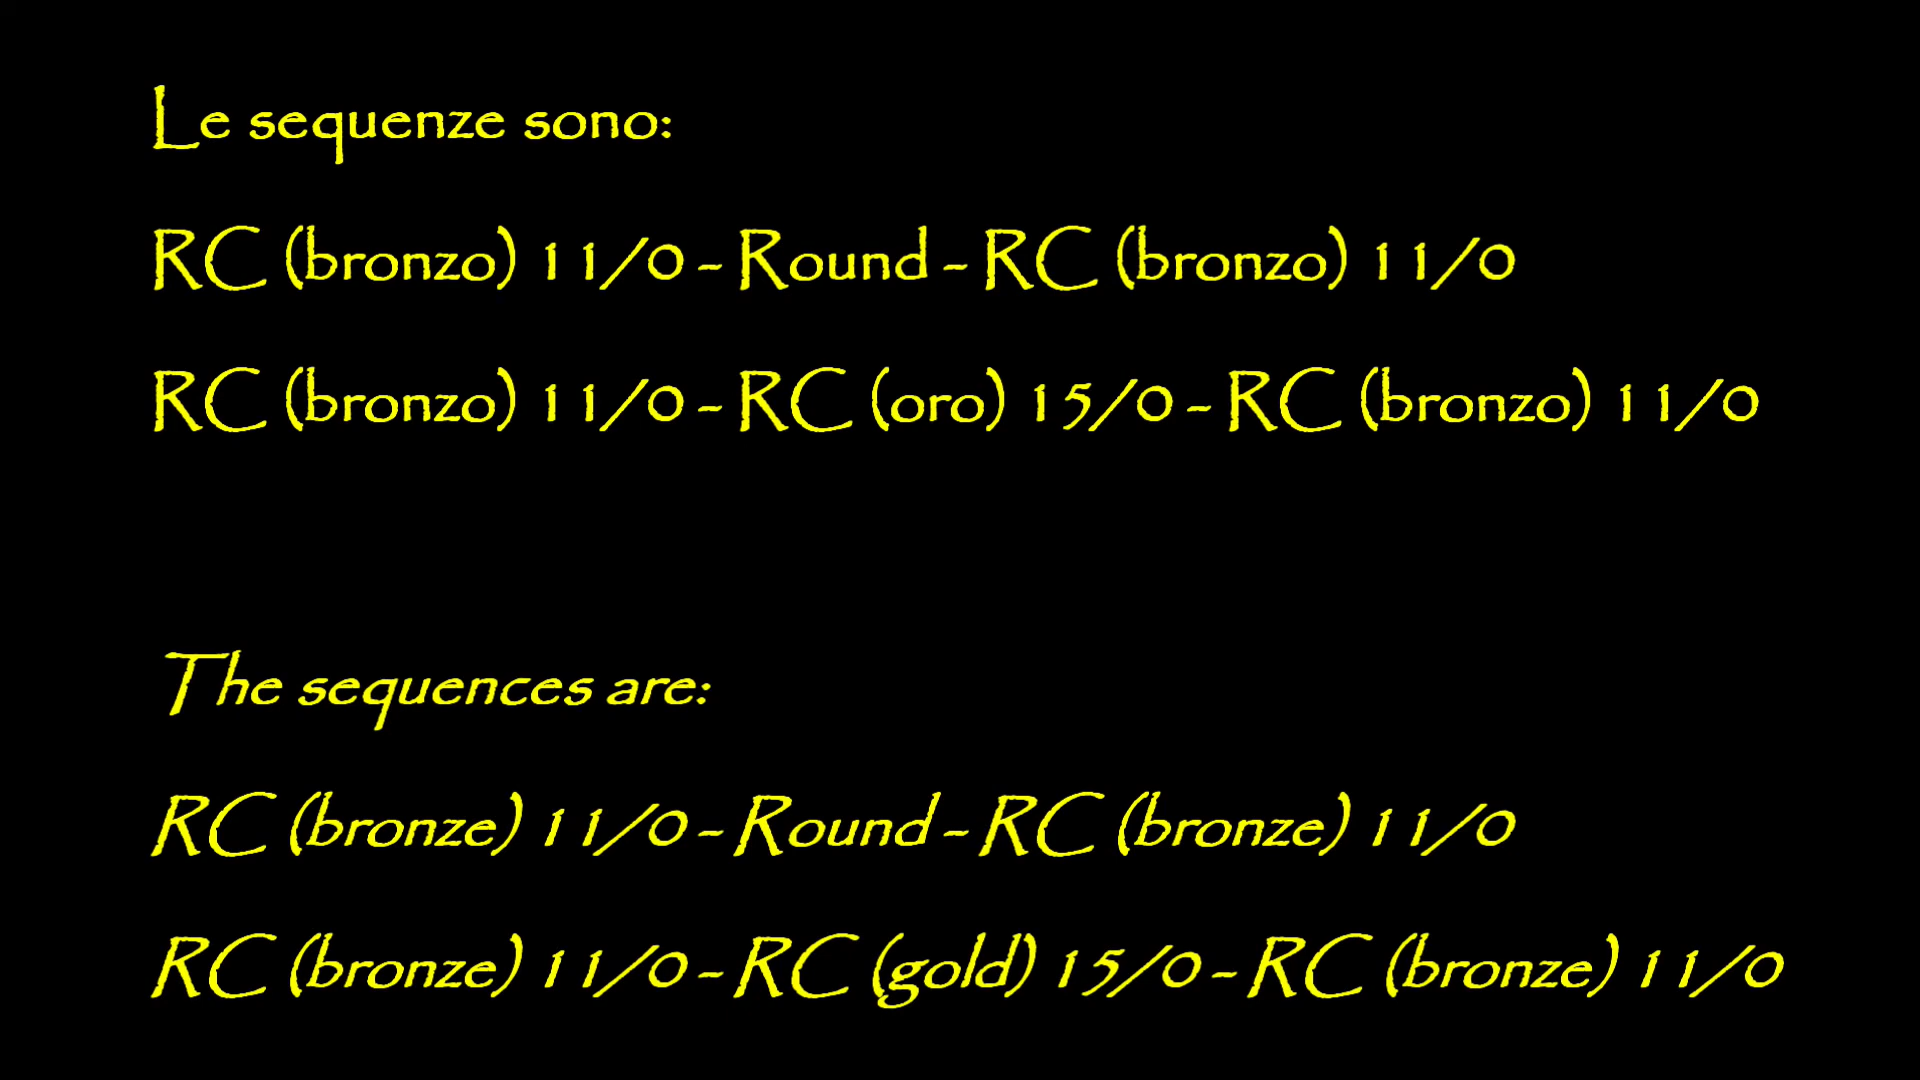 Le sequenze sono:
RC (bronzo) 11/0 - Round - RC (bronzo) 11/0
RC (bronzo) 11/0 - RC (oro) 15/0 - RC (bronzo) 11/0
The sequences are:
RC (bronze) 11/0 - Round - RC (bronze) 11/0
RC (bronze) 11/0 - RC (gold) 15/0 - RC (bronze) 11/0